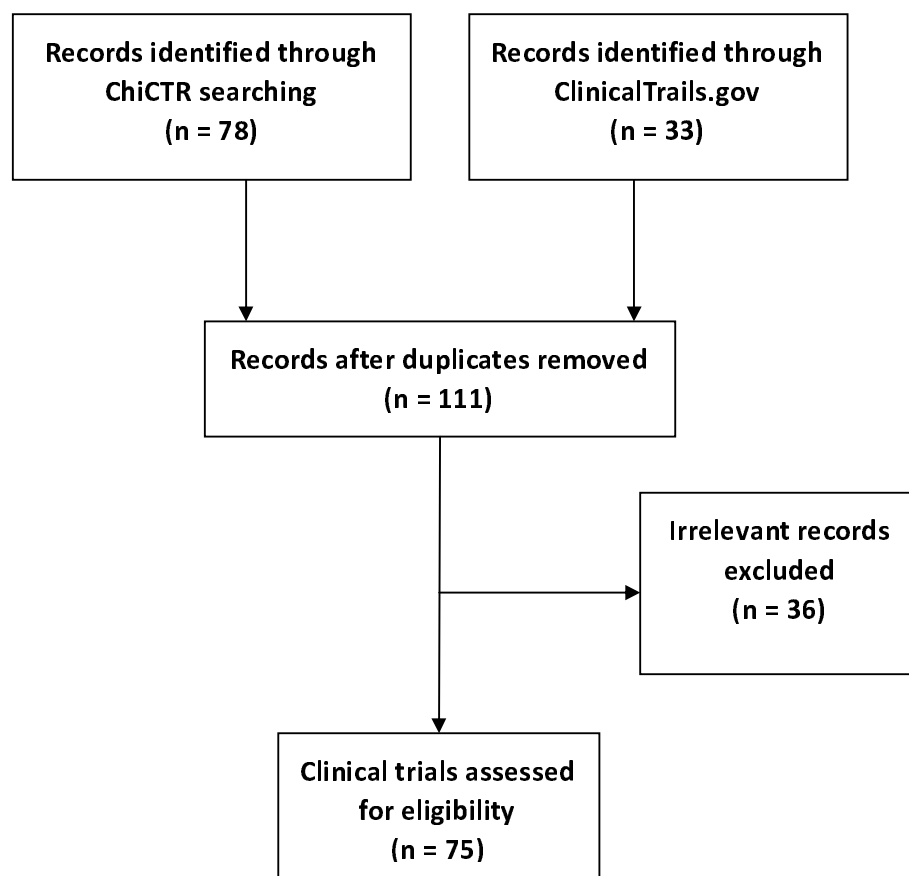 Records identified through
ChiCTR searching
(n = 78)
Records identified through
ClinicalTrails.gov
(n = 33)
Records after duplicates removed
(n = 111)
Irrelevant records
excluded
(n = 36)
Clinical trials assessed
for eligibility
(n = 75)